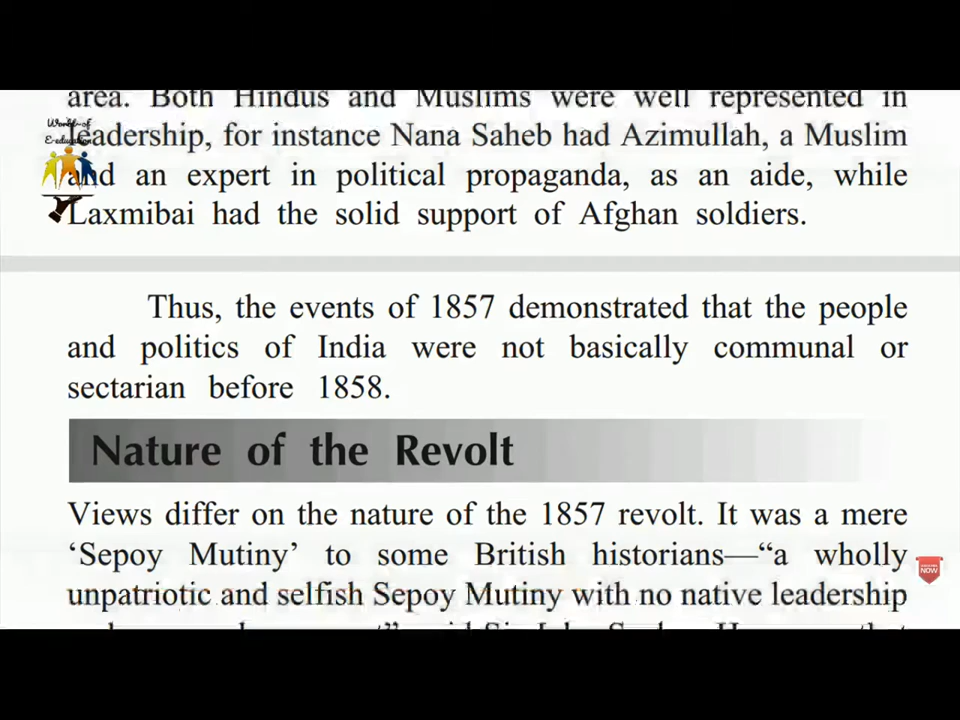 area. Both Hindus and Muslims were well represented in
World of
E-education
leadership, for instance Nana Saheb had Azimullah, a Muslim
and an expert in political propaganda, as an aide, while
Laxmibai had the solid support of Afghan soldiers.
Thus, the events of 1857 demonstrated that the people
and politics of India were not basically communal or
sectarian before 1858.
Nature of the Revolt
Views differ on the nature of the 1857 revolt. It was a mere
‘Sepoy Mutiny’ to some British historians—“a wholly
NOW
unpatriotic and selfish Sepoy Mutiny with no native leadership